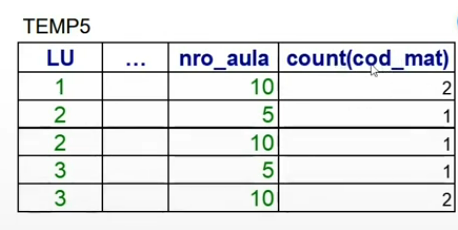 TEMP5
LU ... nro_aula count(cod_mat)
1 10 2
2 5 1
2 10 1
3 5 1
3 10 2